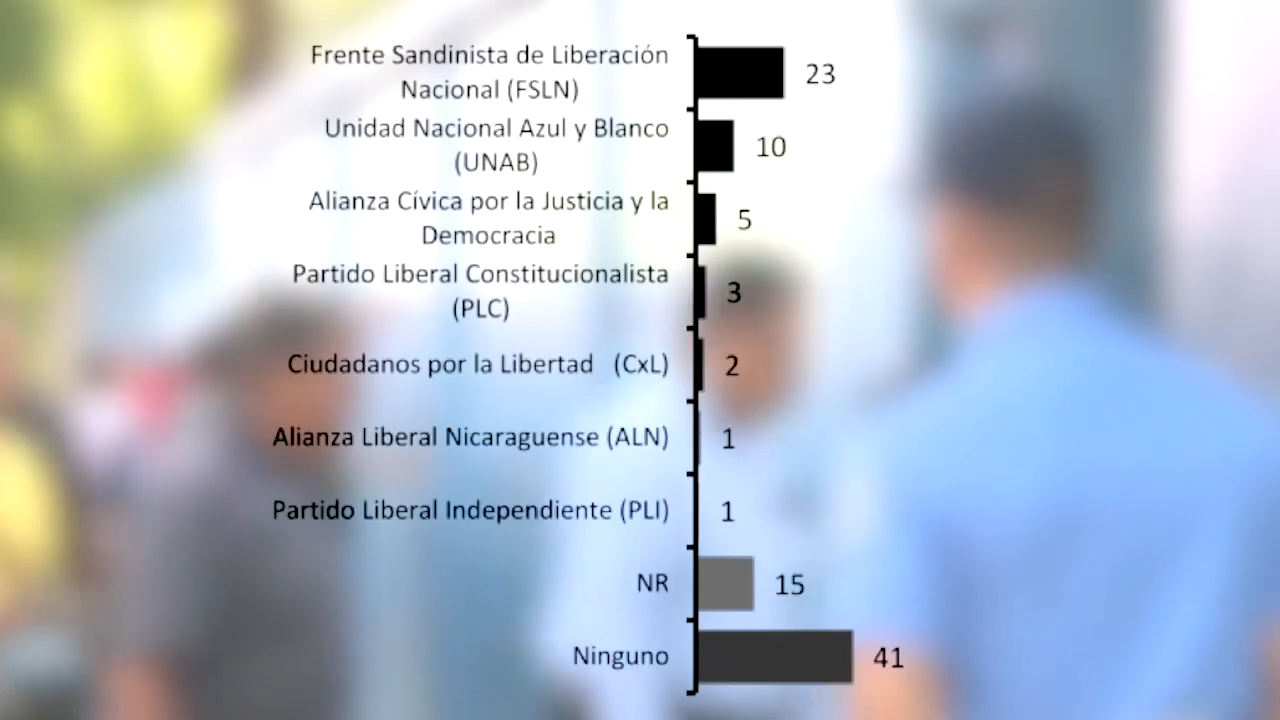 Frente Sandinista de Liberación
Nacional (FSLN)
23
Unidad Nacional Azul y Blanco
(UNAB)
10
Alianza Cívica por la Justicia y la
Democracia
5
Partido Liberal Constitucionalista
(PLC)
3
Ciudadanos por la Libertad (CxL)
2
Alianza Liberal Nicaraguense (ALN)
1
Partido Liberal Independiente (PLI)
1
NR
15
Ninguno
41